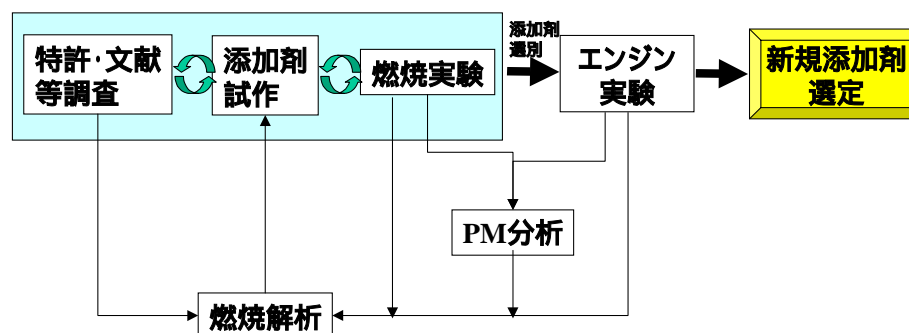 特許･文献
等調査
添加剤
試作
燃焼実験
添加剤
選別
エンジン
実験
新規添加剤
選定
PM分析
燃焼解析